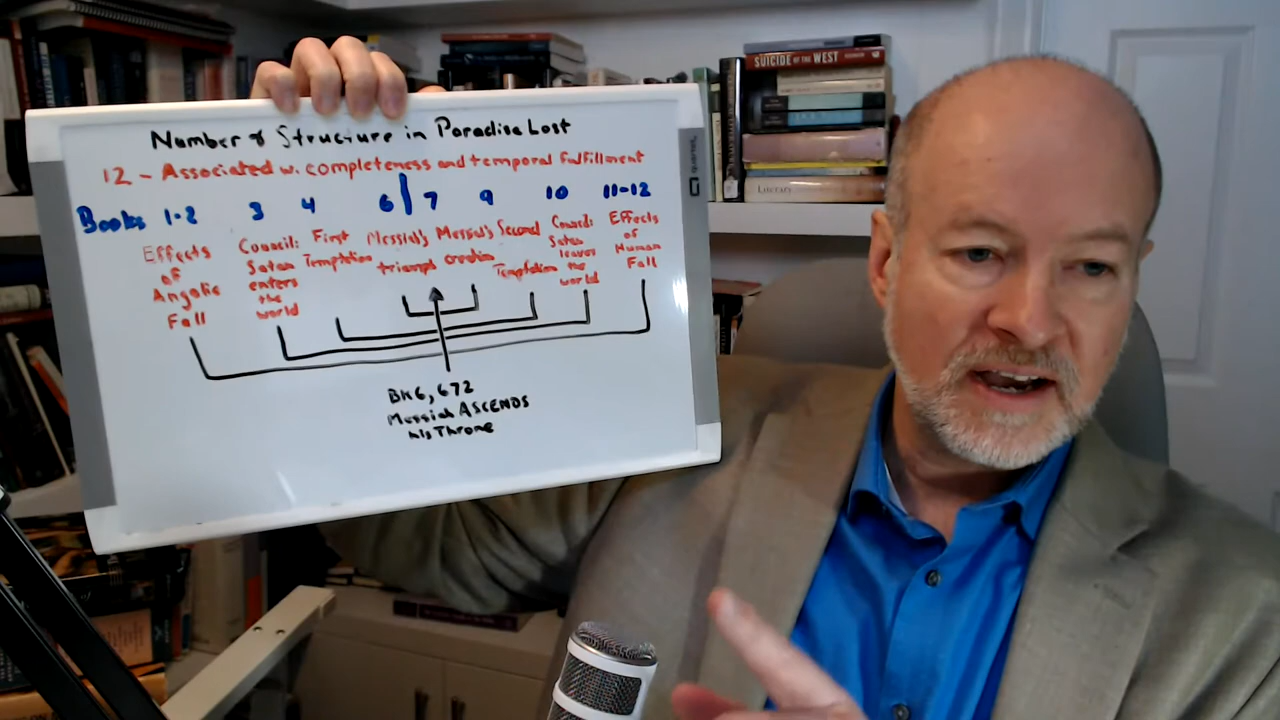 Number & Structure in Paradise Lost
12 - Associated w. completeness and temporal fulfillment
Books 1-2 3 4 6 7 9 10 11-12
Effects
of
Angelic
Fall
Council:
Satan
enters
the
world
First
Temptation
Messiah's
triumph
Messiah's
creation
Second
Temptation
Council:
Satan
leaves
the
world
Effects
of
Human
Fall
BK6, 672
Messiah ASCENDS
his Throne
quartet
SUICIDE OF THE WEST
Literary